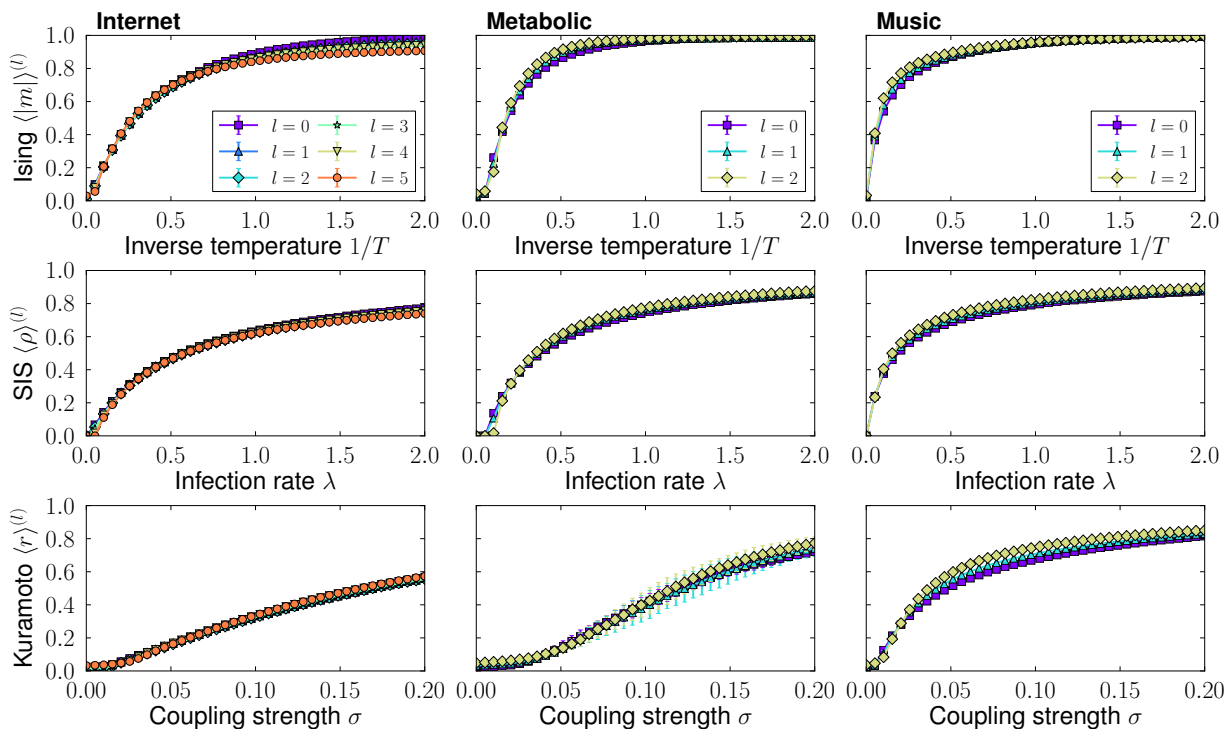 Internet Metabolic Music
Ising ⟨|m|⟩^(l)
1.0
0.8
0.6
0.4
0.2
0.0
l = 0 l = 3
l = 1 l = 4
l = 2 l = 5
l = 0
l = 1
l = 2
l = 0
l = 1
l = 2
0.0 0.5 1.0 1.5 2.0 0.0 0.5 1.0 1.5 2.0 0.0 0.5 1.0 1.5 2.0
Inverse temperature 1/T Inverse temperature 1/T Inverse temperature 1/T
SIS ⟨ρ⟩^(l)
1.0
0.8
0.6
0.4
0.2
0.0
0.0 0.5 1.0 1.5 2.0 0.0 0.5 1.0 1.5 2.0 0.0 0.5 1.0 1.5 2.0
Infection rate λ Infection rate λ Infection rate λ
Kuramoto ⟨r⟩^(l)
1.0
0.8
0.6
0.4
0.2
0.0
0.00 0.05 0.10 0.15 0.20 0.00 0.05 0.10 0.15 0.20 0.00 0.05 0.10 0.15 0.20
Coupling strength σ Coupling strength σ Coupling strength σ